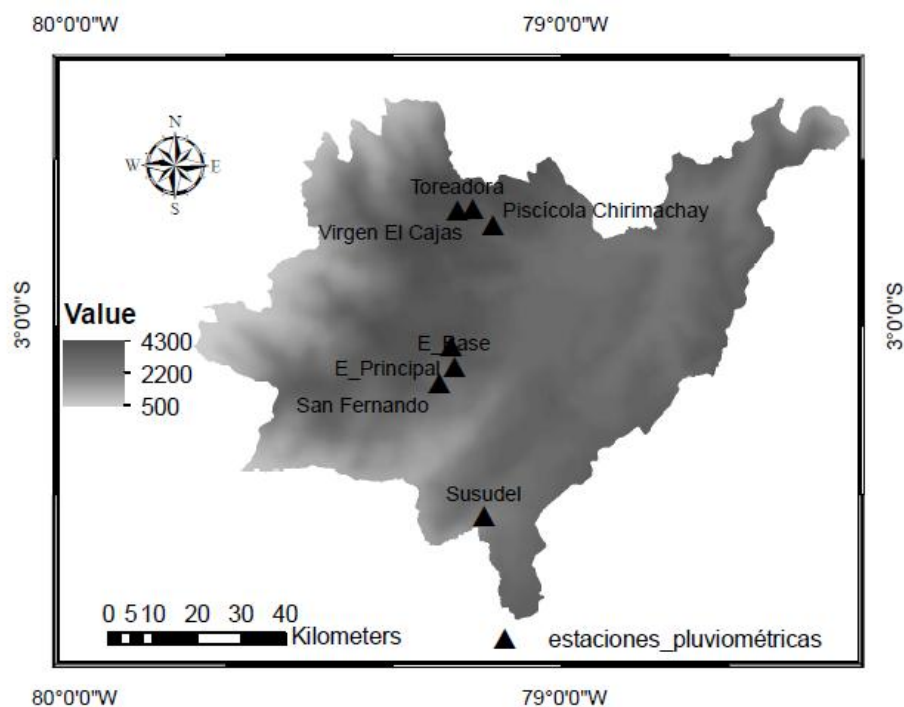 80°0'0"W 79°0'0"W
N
W E
S
Toreadora
Piscícola Chirimachay
Virgen El Cajas
3°0'0"S 3°0'0"S
Value
4300
2200
500
E_Base
E_Principal
San Fernando
Susudel
0 5 10 20 30 40
Kilometers
estaciones_pluviométricas
80°0'0"W 79°0'0"W